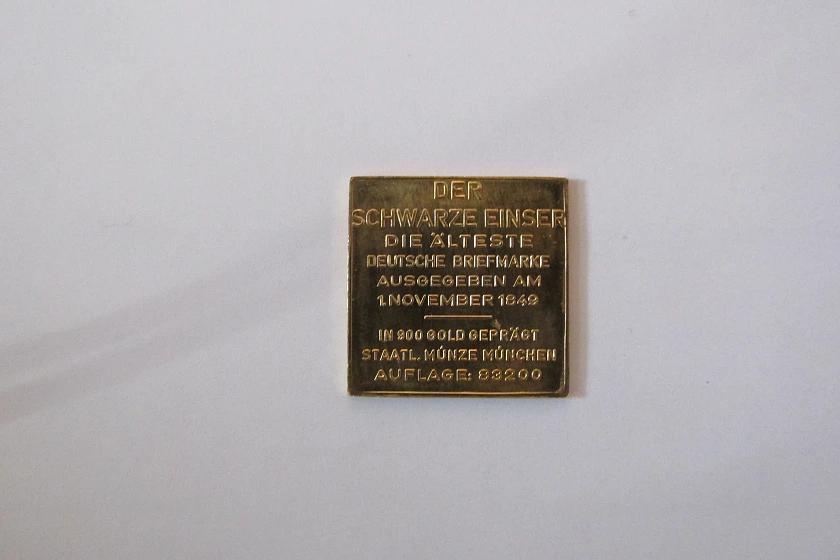 DER
SCHWARZE EINSER
DIE ÄLTESTE
DEUTSCHE BRIEFMARKE
AUSGEGEBEN AM
1.NOVEMBER 1849
IN 900 GOLD GEPRÄGT
STAATL. MÜNZE MÜNCHEN
AUFLAGE: 83200